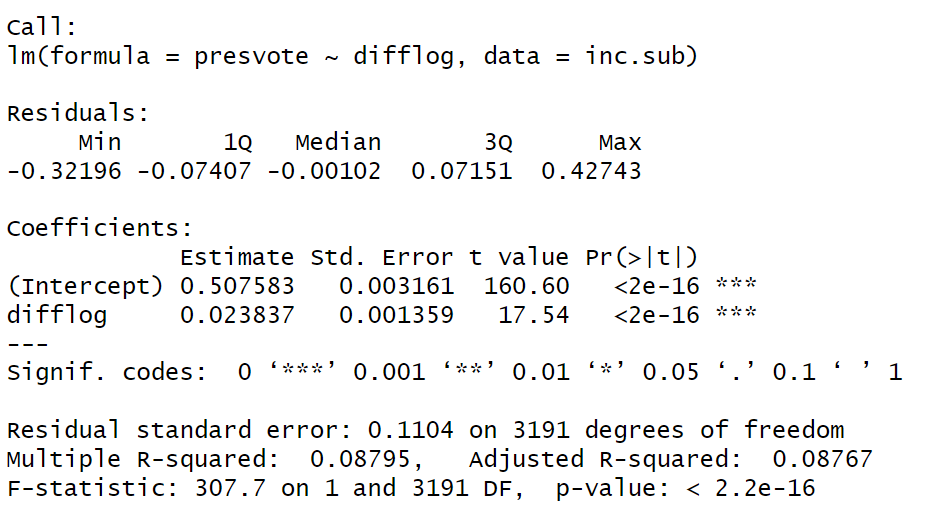 Call:
lm(formula = presvote ~ difflog, data = inc.sub)
Residuals:
Min 1Q Median 3Q Max
-0.32196 -0.07407 -0.00102 0.07151 0.42743
Coefficients:
Estimate Std. Error t value Pr(>|t|)
(Intercept) 0.507583 0.003161 160.60 <2e-16 ***
difflog 0.023837 0.001359 17.54 <2e-16 ***
---
Signif. codes: 0 ‘***’ 0.001 ‘**’ 0.01 ‘*’ 0.05 ‘.’ 0.1 ‘ ’ 1
Residual standard error: 0.1104 on 3191 degrees of freedom
Multiple R-squared: 0.08795, Adjusted R-squared: 0.08767
F-statistic: 307.7 on 1 and 3191 DF, p-value: < 2.2e-16